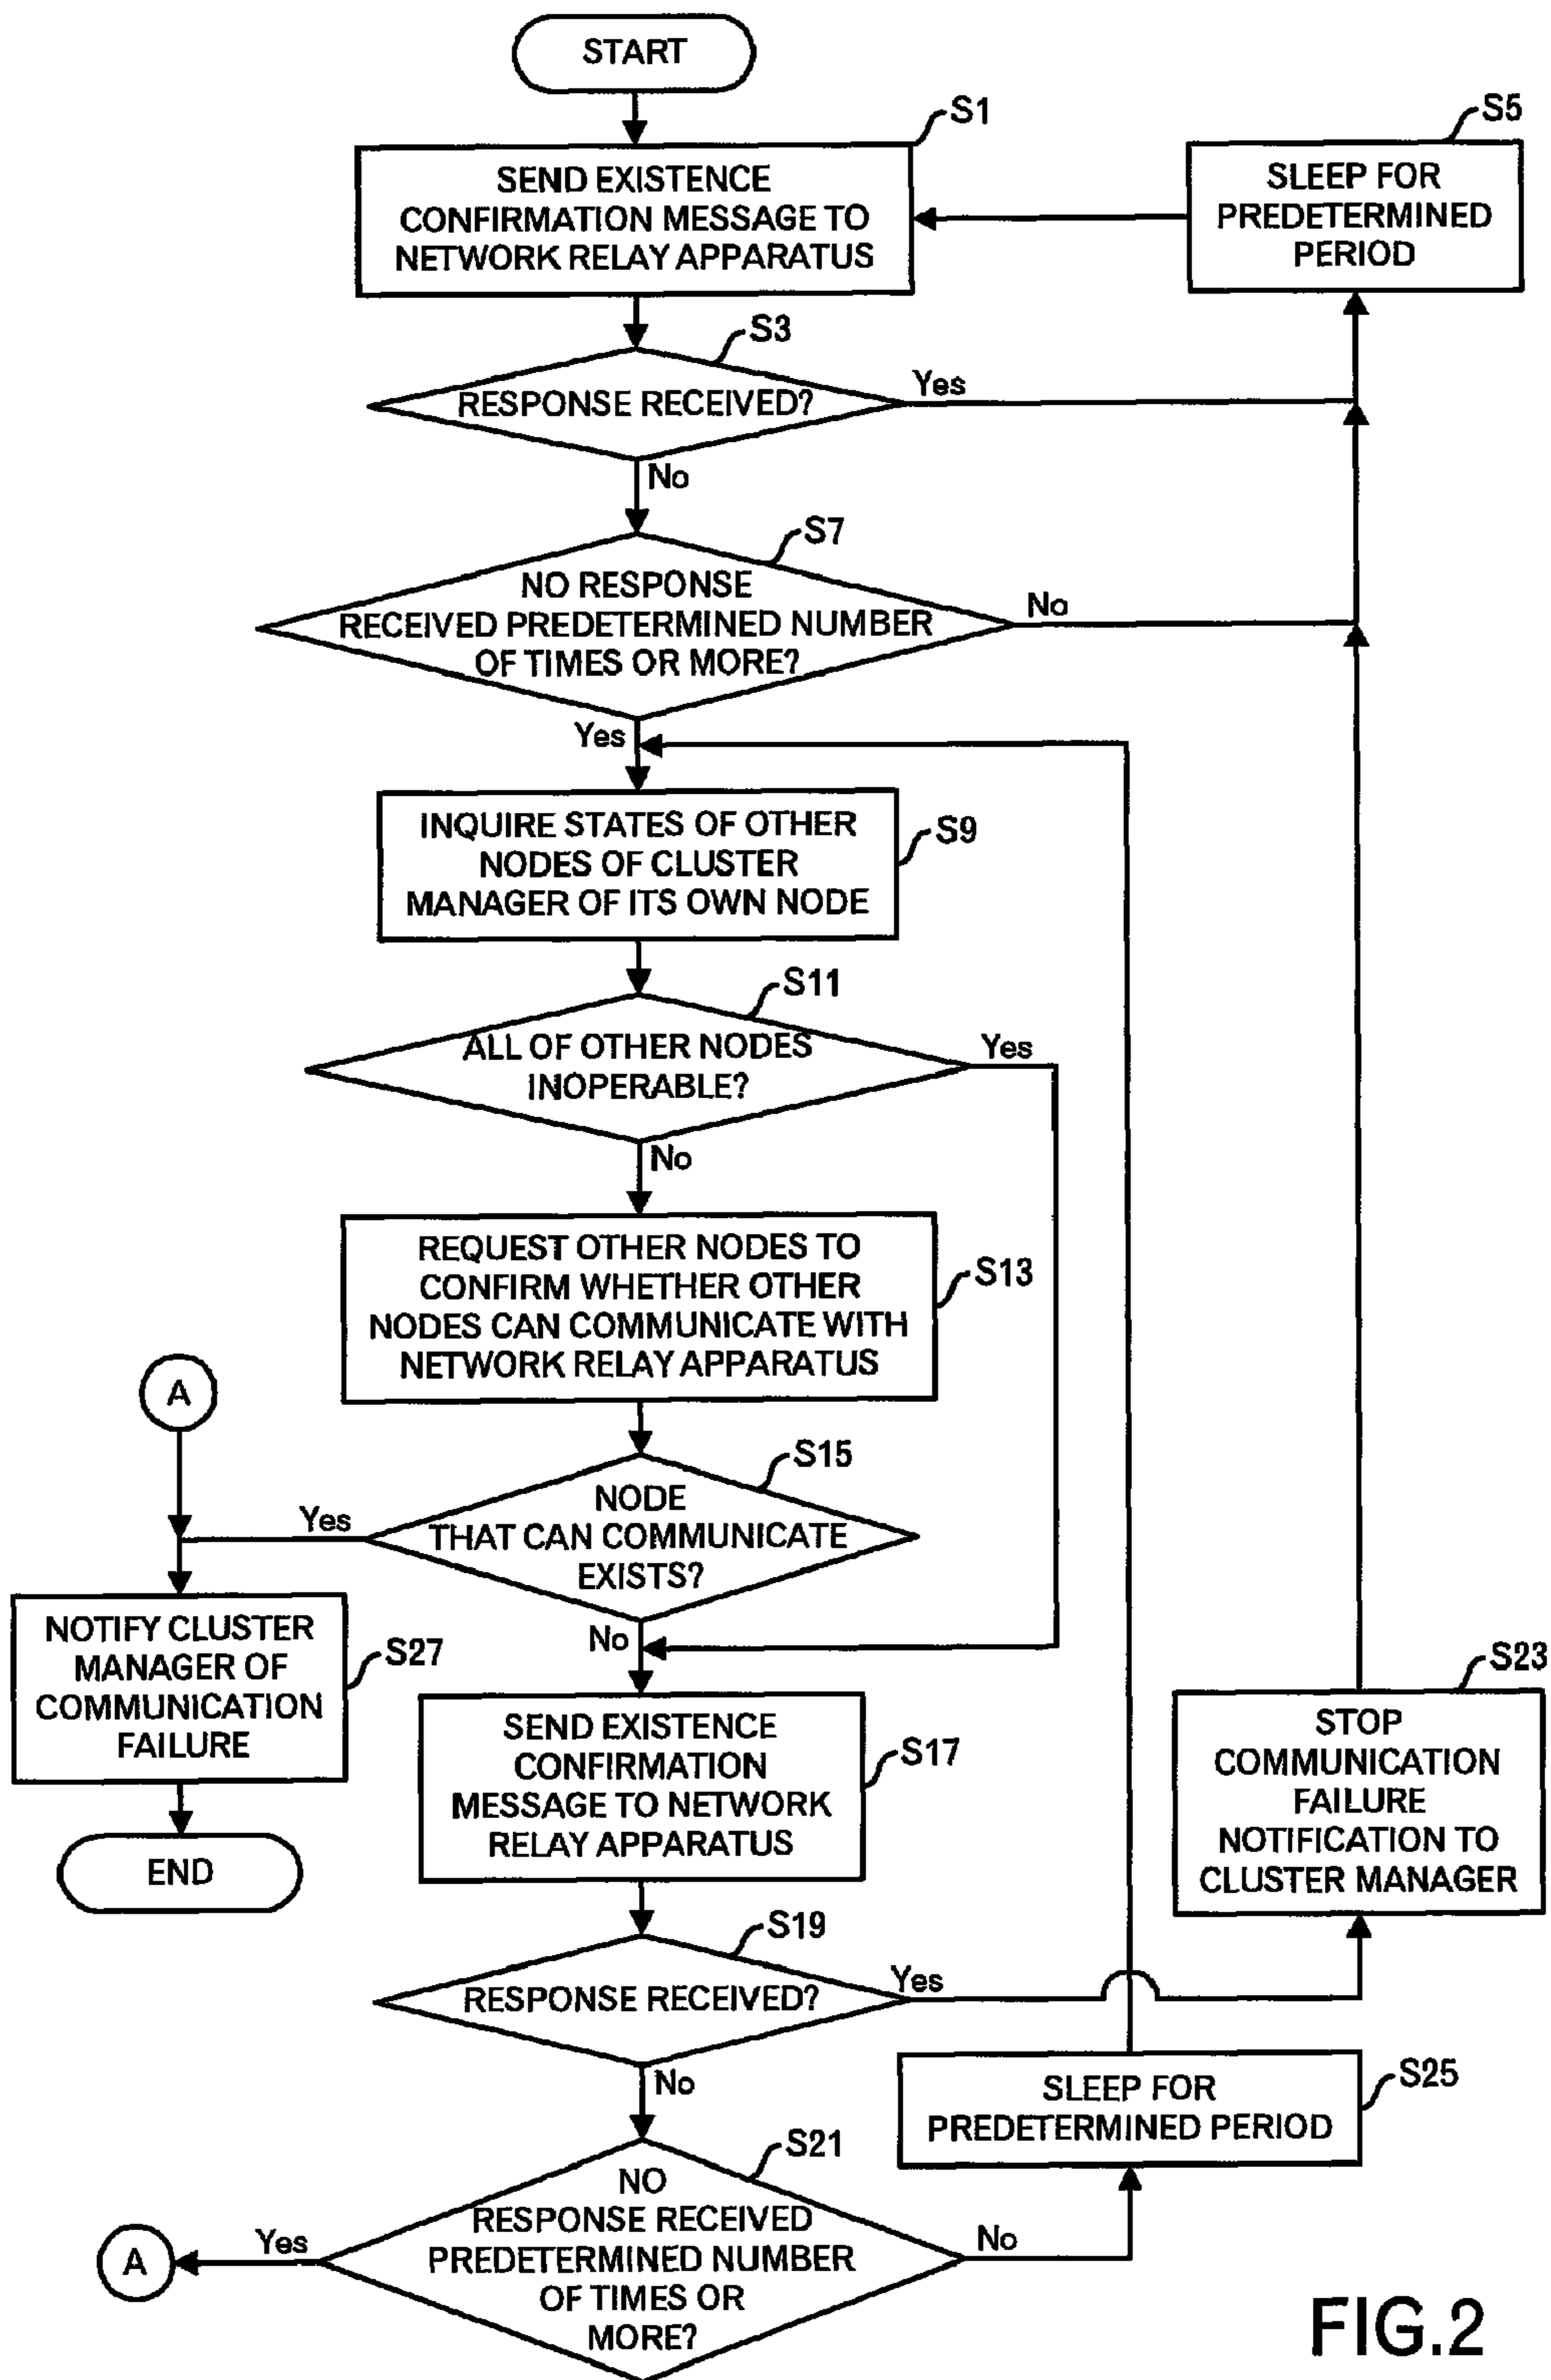 START
S1
SEND EXISTENCE
CONFIRMATION MESSAGE TO
NETWORK RELAY APPARATUS
S5
SLEEP FOR
PREDETERMINED
PERIOD
S3
RESPONSE RECEIVED?
Yes
No
S7
NO RESPONSE
RECEIVED PREDETERMINED NUMBER
OF TIMES OR MORE?
No
Yes
INQUIRE STATES OF OTHER
NODES OF CLUSTER
MANAGER OF ITS OWN NODE
S9
S11
ALL OF OTHER NODES
INOPERABLE?
Yes
No
REQUEST OTHER NODES TO
CONFIRM WHETHER OTHER
NODES CAN COMMUNICATE WITH
NETWORK RELAY APPARATUS
S13
A
S15
NODE
THAT CAN COMMUNICATE
EXISTS?
Yes
No
NOTIFY CLUSTER
MANAGER OF
COMMUNICATION
FAILURE
S27
END
SEND EXISTENCE
CONFIRMATION
MESSAGE TO NETWORK
RELAY APPARATUS
S17
S23
STOP
COMMUNICATION
FAILURE
NOTIFICATION TO
CLUSTER MANAGER
S19
RESPONSE RECEIVED?
Yes
No
SLEEP FOR
PREDETERMINED PERIOD
S25
S21
NO
RESPONSE RECEIVED
PREDETERMINED NUMBER
OF TIMES OR
MORE?
Yes
No
A
FIG.2